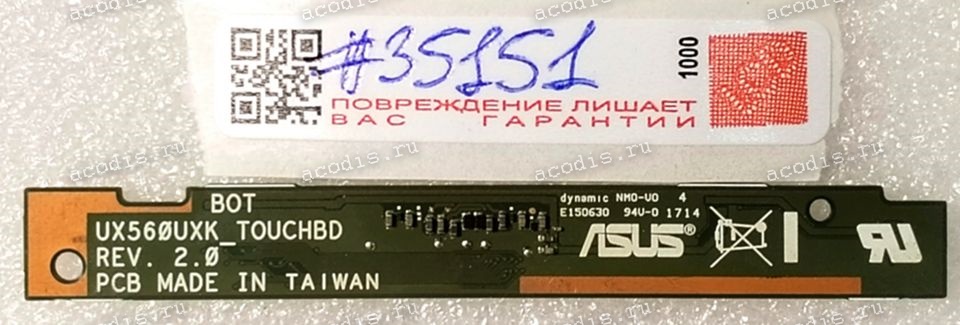 #35151
1000
ПОВРЕЖДЕНИЕ ЛИШАЕТ
ВАС ГАРАНТИИ
BOT
UX560UXK_TOUCHBD
REV. 2.0
PCB MADE IN TAIWAN
dynamic NMO-VO 4
E150630 94V-0 1714
ASUS®
acodis.ru